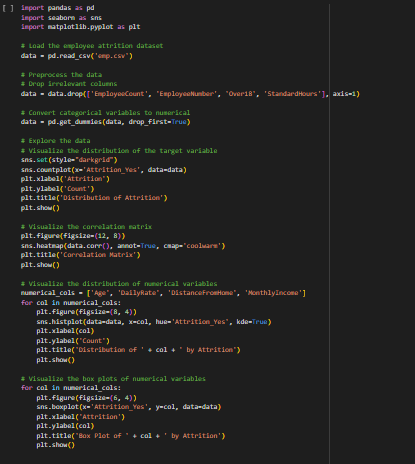 [ ] import pandas as pd
import seaborn as sns
import matplotlib.pyplot as plt
# Load the employee attrition dataset
data = pd.read_csv('emp.csv')
# Preprocess the data
# Drop irrelevant columns
data = data.drop(['EmployeeCount', 'EmployeeNumber', 'Over18', 'StandardHours'], axis=1)
# Convert categorical variables to numerical
data = pd.get_dummies(data, drop_first=True)
# Explore the data
# Visualize the distribution of the target variable
sns.set(style="darkgrid")
sns.countplot(x='Attrition_Yes', data=data)
plt.xlabel('Attrition')
plt.ylabel('Count')
plt.title('Distribution of Attrition')
plt.show()
# Visualize the correlation matrix
plt.figure(figsize=(12, 8))
sns.heatmap(data.corr(), annot=True, cmap='coolwarm')
plt.title('Correlation Matrix')
plt.show()
# Visualize the distribution of numerical variables
numerical_cols = ['Age', 'DailyRate', 'DistanceFromHome', 'MonthlyIncome']
for col in numerical_cols:
    plt.figure(figsize=(8, 4))
    sns.histplot(data=data, x=col, hue='Attrition_Yes', kde=True)
    plt.xlabel(col)
    plt.ylabel('Count')
    plt.title('Distribution of ' + col + ' by Attrition')
    plt.show()
# Visualize the box plots of numerical variables
for col in numerical_cols:
    plt.figure(figsize=(6, 4))
    sns.boxplot(x='Attrition_Yes', y=col, data=data)
    plt.xlabel('Attrition')
    plt.ylabel(col)
    plt.title('Box Plot of ' + col + ' by Attrition')
    plt.show()